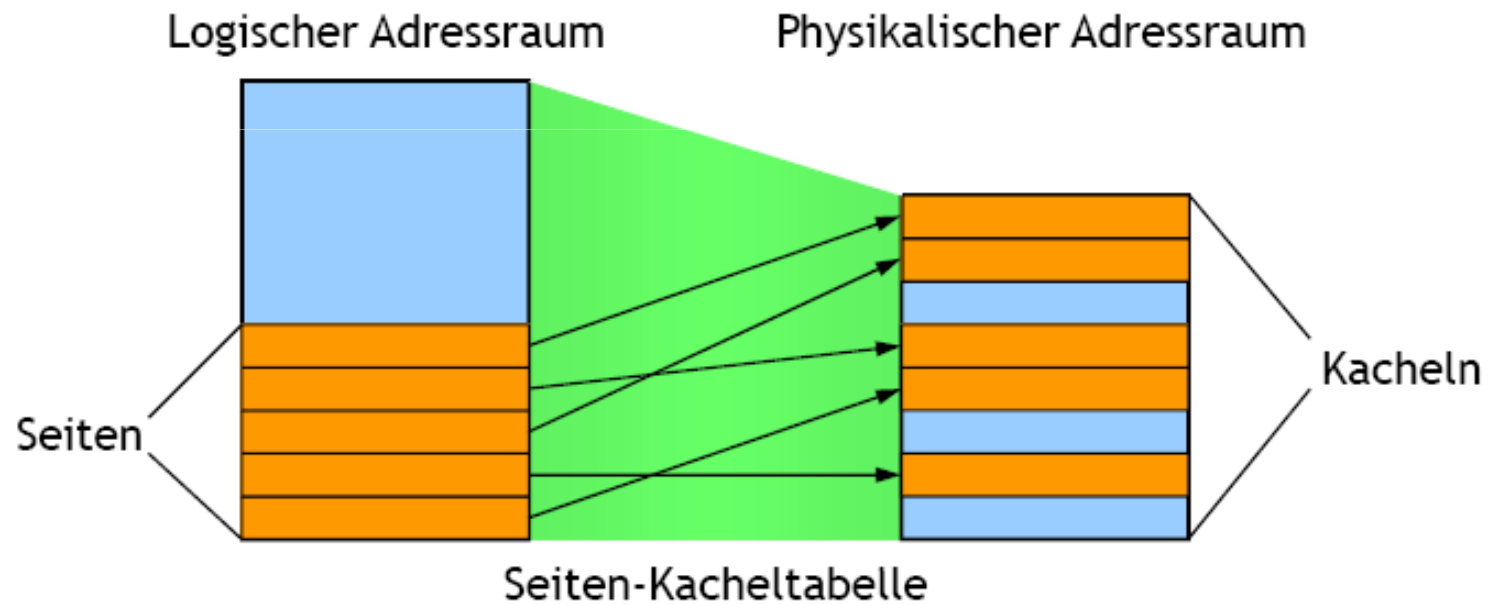 Logischer Adressraum
Physikalischer Adressraum
Seiten
Kacheln
Seiten-Kacheltabelle